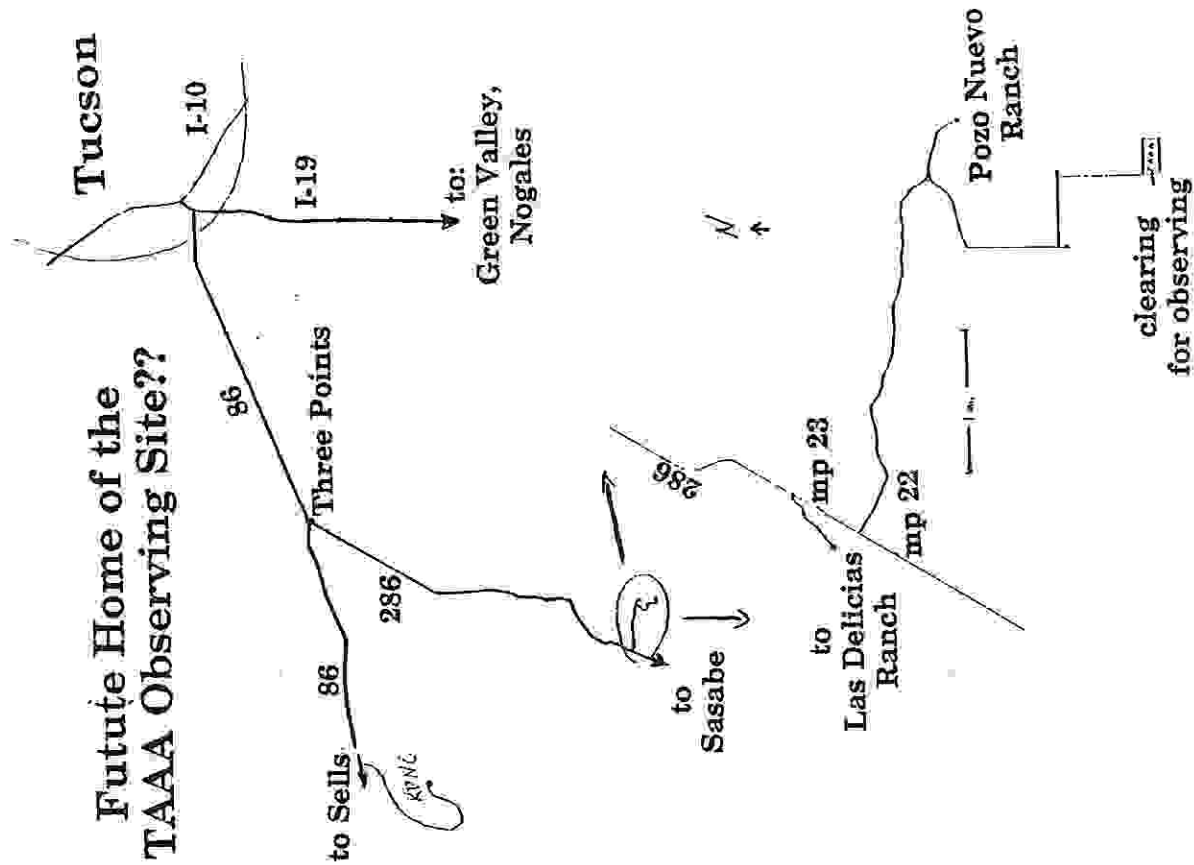 Futute Home of the
TAAA Observing Site??
Tucson
I-10
I-19
to:
Green Valley,
Nogales
86
Three Points
86
to Sells
KPNO
286
to
Sasabe
N
286
mp 23
mp 22
to
Las Delicias
Ranch
Pozo Nuevo
Ranch
clearing
for observing
TAAA